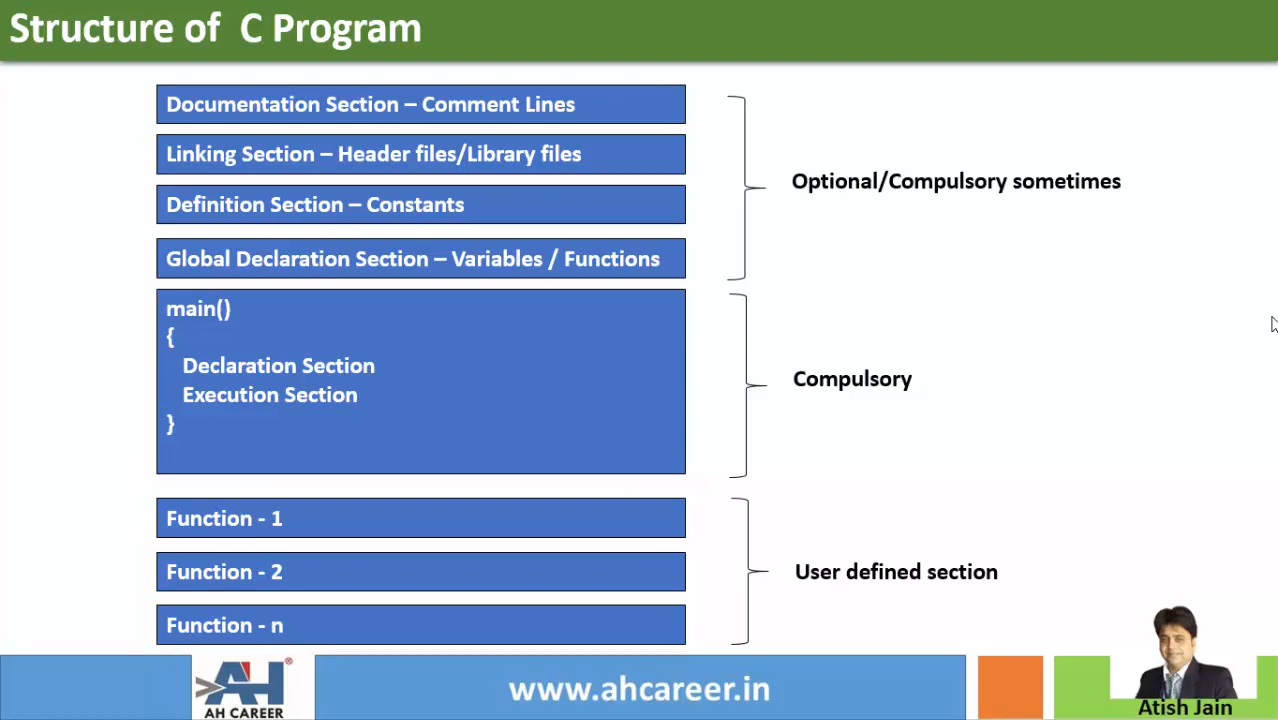 Structure of  C Program
Documentation Section – Comment Lines
Linking Section – Header files/Library files
Definition Section – Constants
Global Declaration Section – Variables / Functions
Optional/Compulsory sometimes
main()
{
Declaration Section
Execution Section
}
Compulsory
Function - 1
Function - 2
Function - n
User defined section
AH
®
AH CAREER
www.ahcareer.in
Atish Jain